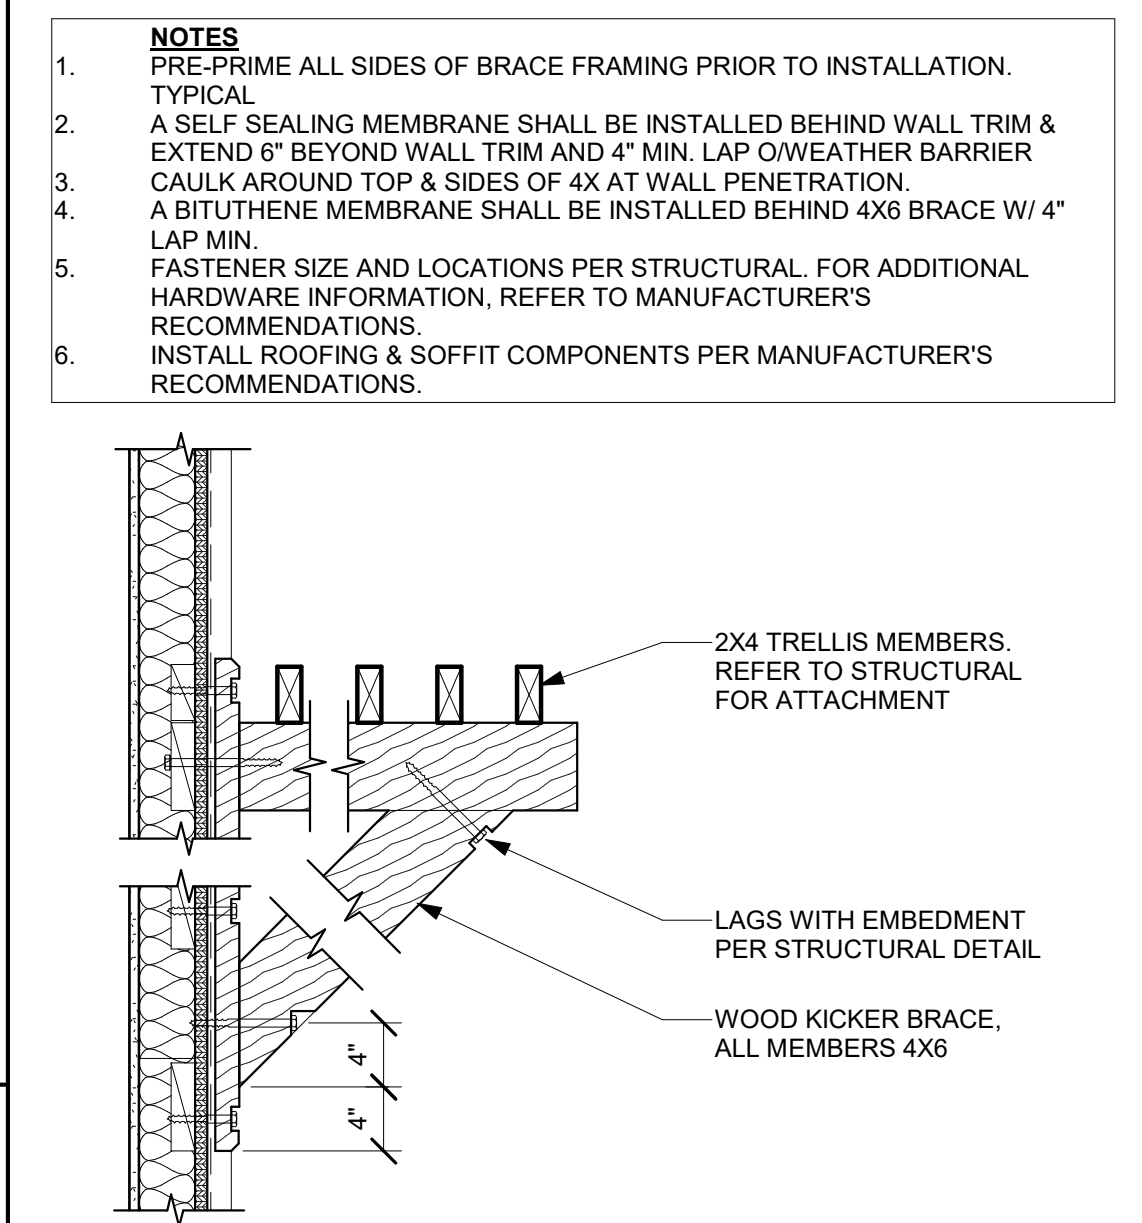 NOTES
1. PRE-PRIME ALL SIDES OF BRACE FRAMING PRIOR TO INSTALLATION.
TYPICAL
2. A SELF SEALING MEMBRANE SHALL BE INSTALLED BEHIND WALL TRIM &
EXTEND 6" BEYOND WALL TRIM AND 4" MIN. LAP O/WEATHER BARRIER
3. CAULK AROUND TOP & SIDES OF 4X AT WALL PENETRATION.
4. A BITUTHENE MEMBRANE SHALL BE INSTALLED BEHIND 4X6 BRACE W/ 4"
LAP MIN.
5. FASTENER SIZE AND LOCATIONS PER STRUCTURAL. FOR ADDITIONAL
HARDWARE INFORMATION, REFER TO MANUFACTURER'S
RECOMMENDATIONS.
6. INSTALL ROOFING & SOFFIT COMPONENTS PER MANUFACTURER'S
RECOMMENDATIONS.
2X4 TRELLIS MEMBERS.
REFER TO STRUCTURAL
FOR ATTACHMENT
LAGS WITH EMBEDMENT
PER STRUCTURAL DETAIL
WOOD KICKER BRACE,
ALL MEMBERS 4X6
4"
4"